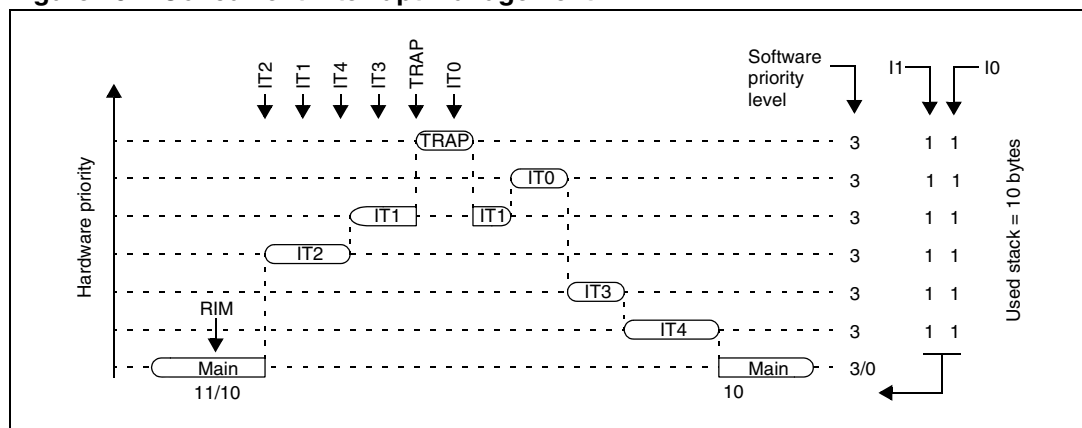 IT2
IT1
IT4
IT3
TRAP
IT0
Software
priority
level
I1
I0
Hardware priority
TRAP
3
1 1
IT0
3
1 1
IT1
IT1
3
1 1
IT2
3
1 1
IT3
3
1 1
RIM
IT4
3
1 1
Main
Main
3/0
11/10
10
Used stack = 10 bytes